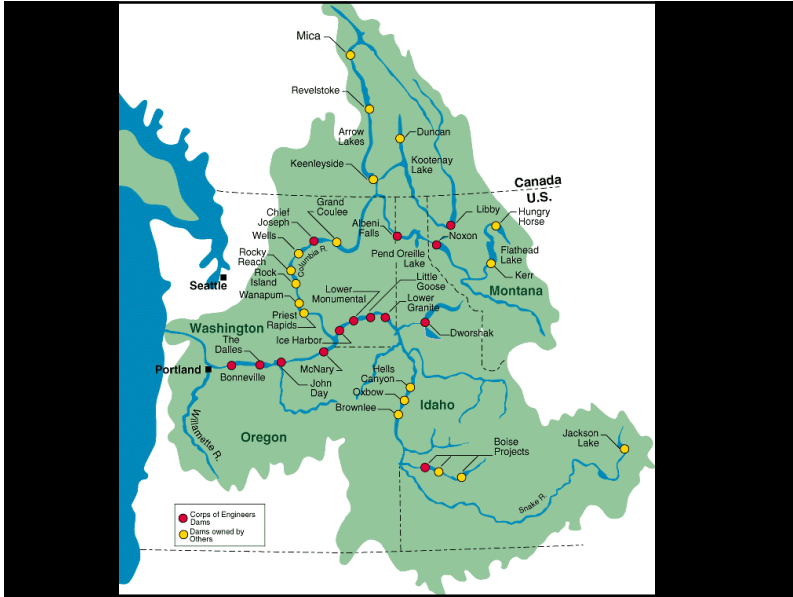 Mica
Revelstoke
Arrow
Lakes
Duncan
Keenleyside
Kootenay
Lake
Canada
U.S.
Grand
Coulee
Chief
Joseph
Albeni
Falls
Libby
Hungry
Horse
Wells
Noxon
Columbia R.
Rocky
Reach
Pend Oreille
Lake
Flathead
Lake
Rock
Island
Kerr
Seattle
Little
Goose
Wanapum
Lower
Monumental
Lower
Granite
Montana
Priest
Rapids
Washington
Ice Harbor
Dworshak
The
Dalles
Portland
Bonneville
McNary
John
Day
Hells
Canyon
Oxbow
Brownlee
Idaho
Willamette R.
Oregon
Boise
Projects
Jackson
Lake
Snake R.
Corps of Engineers
Dams
Dams owned by
Others